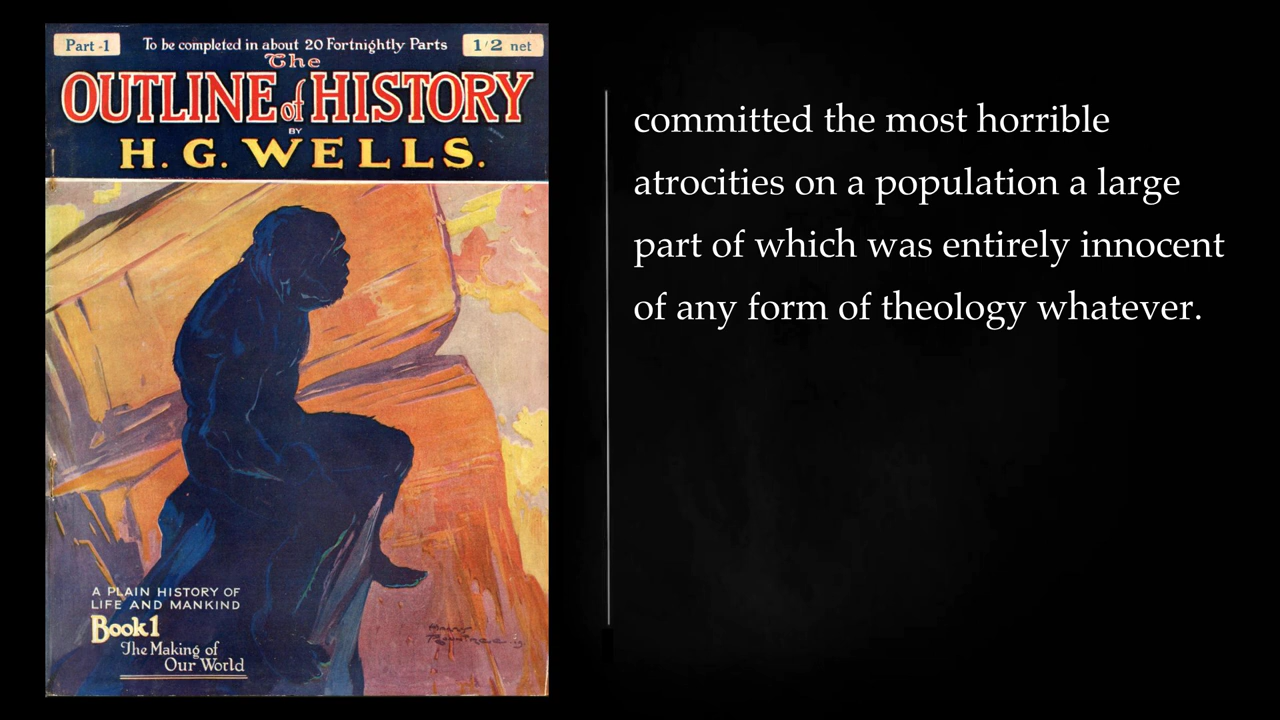 Part -1
To be completed in about 20 Fortnightly Parts
1/2 net
The
OUTLINE of HISTORY
BY
H. G. WELLS.
A PLAIN HISTORY OF
LIFE AND MANKIND
Book 1
The Making of
Our World
committed the most horrible
atrocities on a population a large
part of which was entirely innocent
of any form of theology whatever.